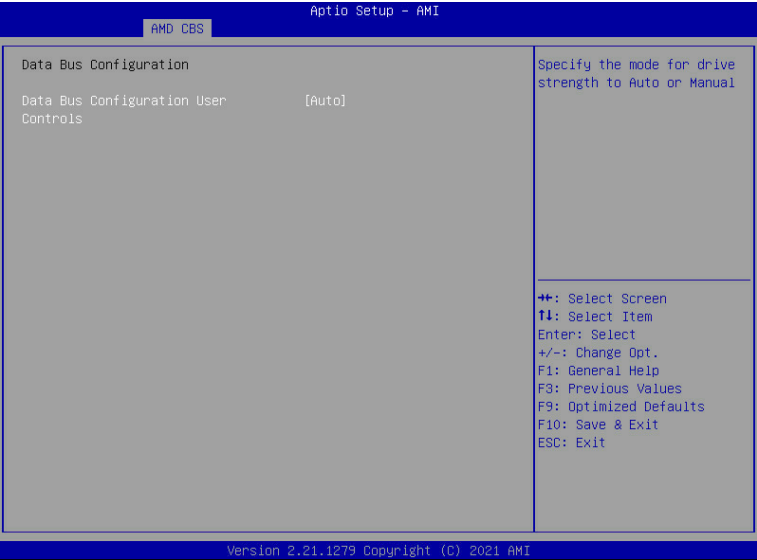 Aptio Setup – AMI
AMD CBS
Data Bus Configuration
Data Bus Configuration User [Auto]
Controls
Specify the mode for drive
strength to Auto or Manual
→←: Select Screen
↑↓: Select Item
Enter: Select
+/-: Change Opt.
F1: General Help
F3: Previous Values
F9: Optimized Defaults
F10: Save & Exit
ESC: Exit
Version 2.21.1279 Copyright (C) 2021 AMI